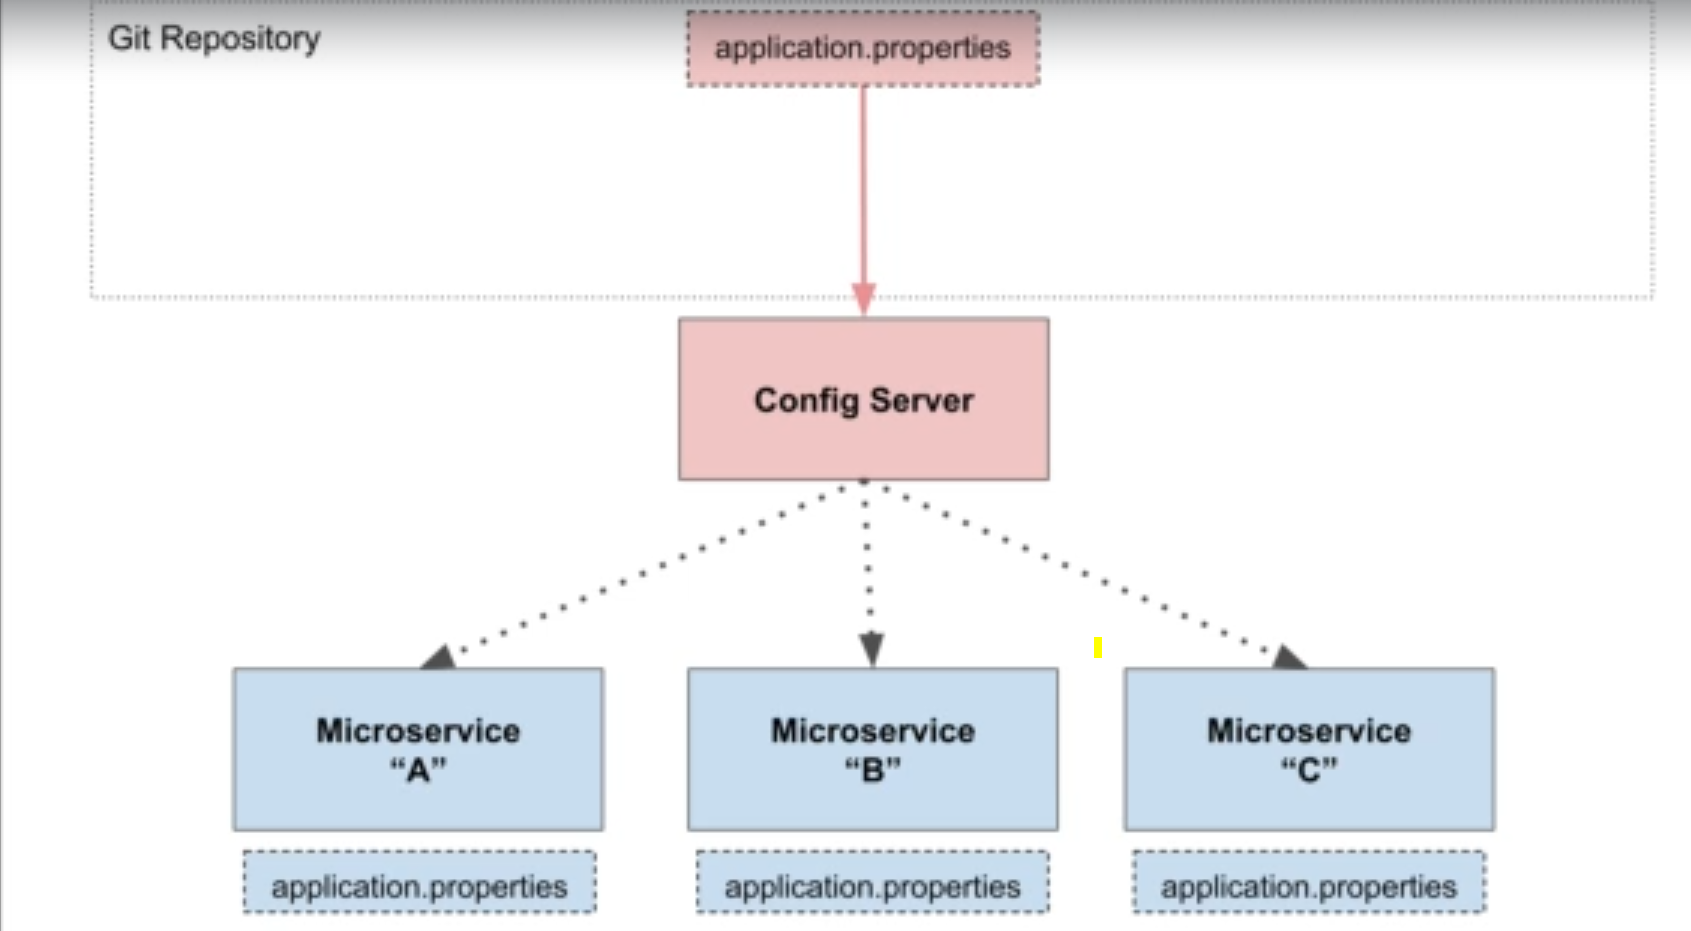 Git Repository
application.properties
Config Server
Microservice
“A”
Microservice
“B”
Microservice
“C”
application.properties
application.properties
application.properties